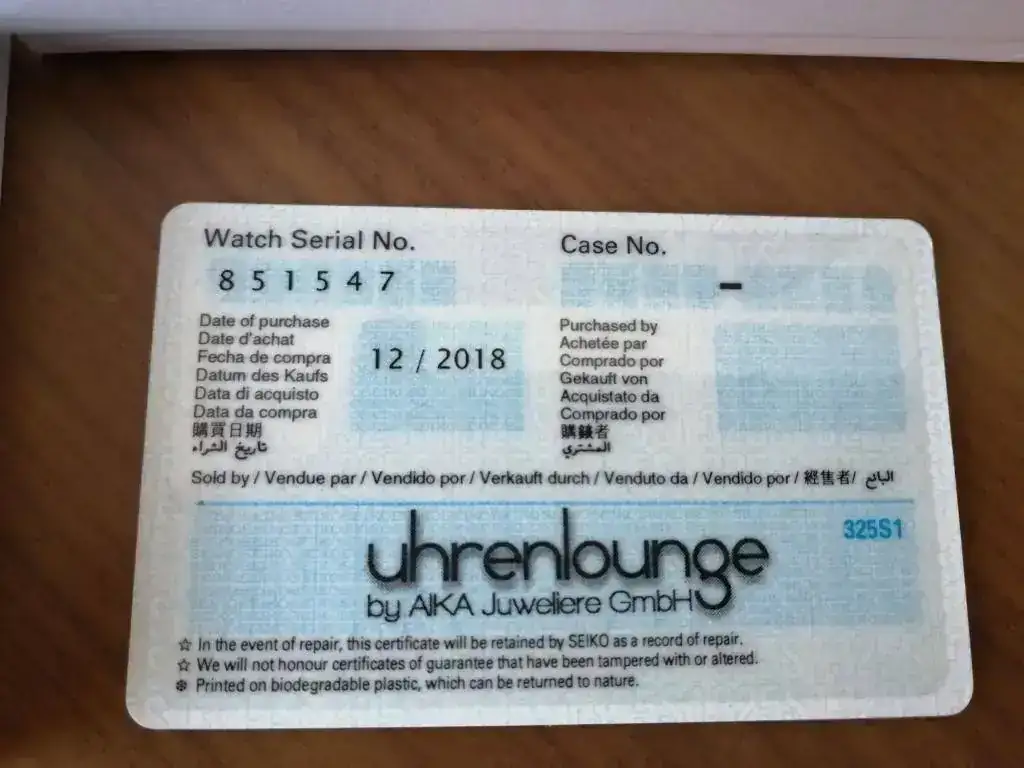 Watch Serial No.
851547
Case No.
-
Date of purchase
Date d'achat
Fecha de compra
Datum des Kaufs
Data di acquisto
Data da compra
購買日期
تاريخ الشراء
12 / 2018
Purchased by
Achetée par
Comprado por
Gekauft von
Acquistato da
Comprado por
購錶者
المشتري
Sold by / Vendue par / Vendido por / Verkauft durch / Venduto da / Vendido por / 經售者/ البائع
325S1
uhrenlounge
by AIKA Juweliere GmbH
☆ In the event of repair, this certificate will be retained by SEIKO as a record of repair.
☆ We will not honour certificates of guarantee that have been tampered with or altered.
❄ Printed on biodegradable plastic, which can be returned to nature.